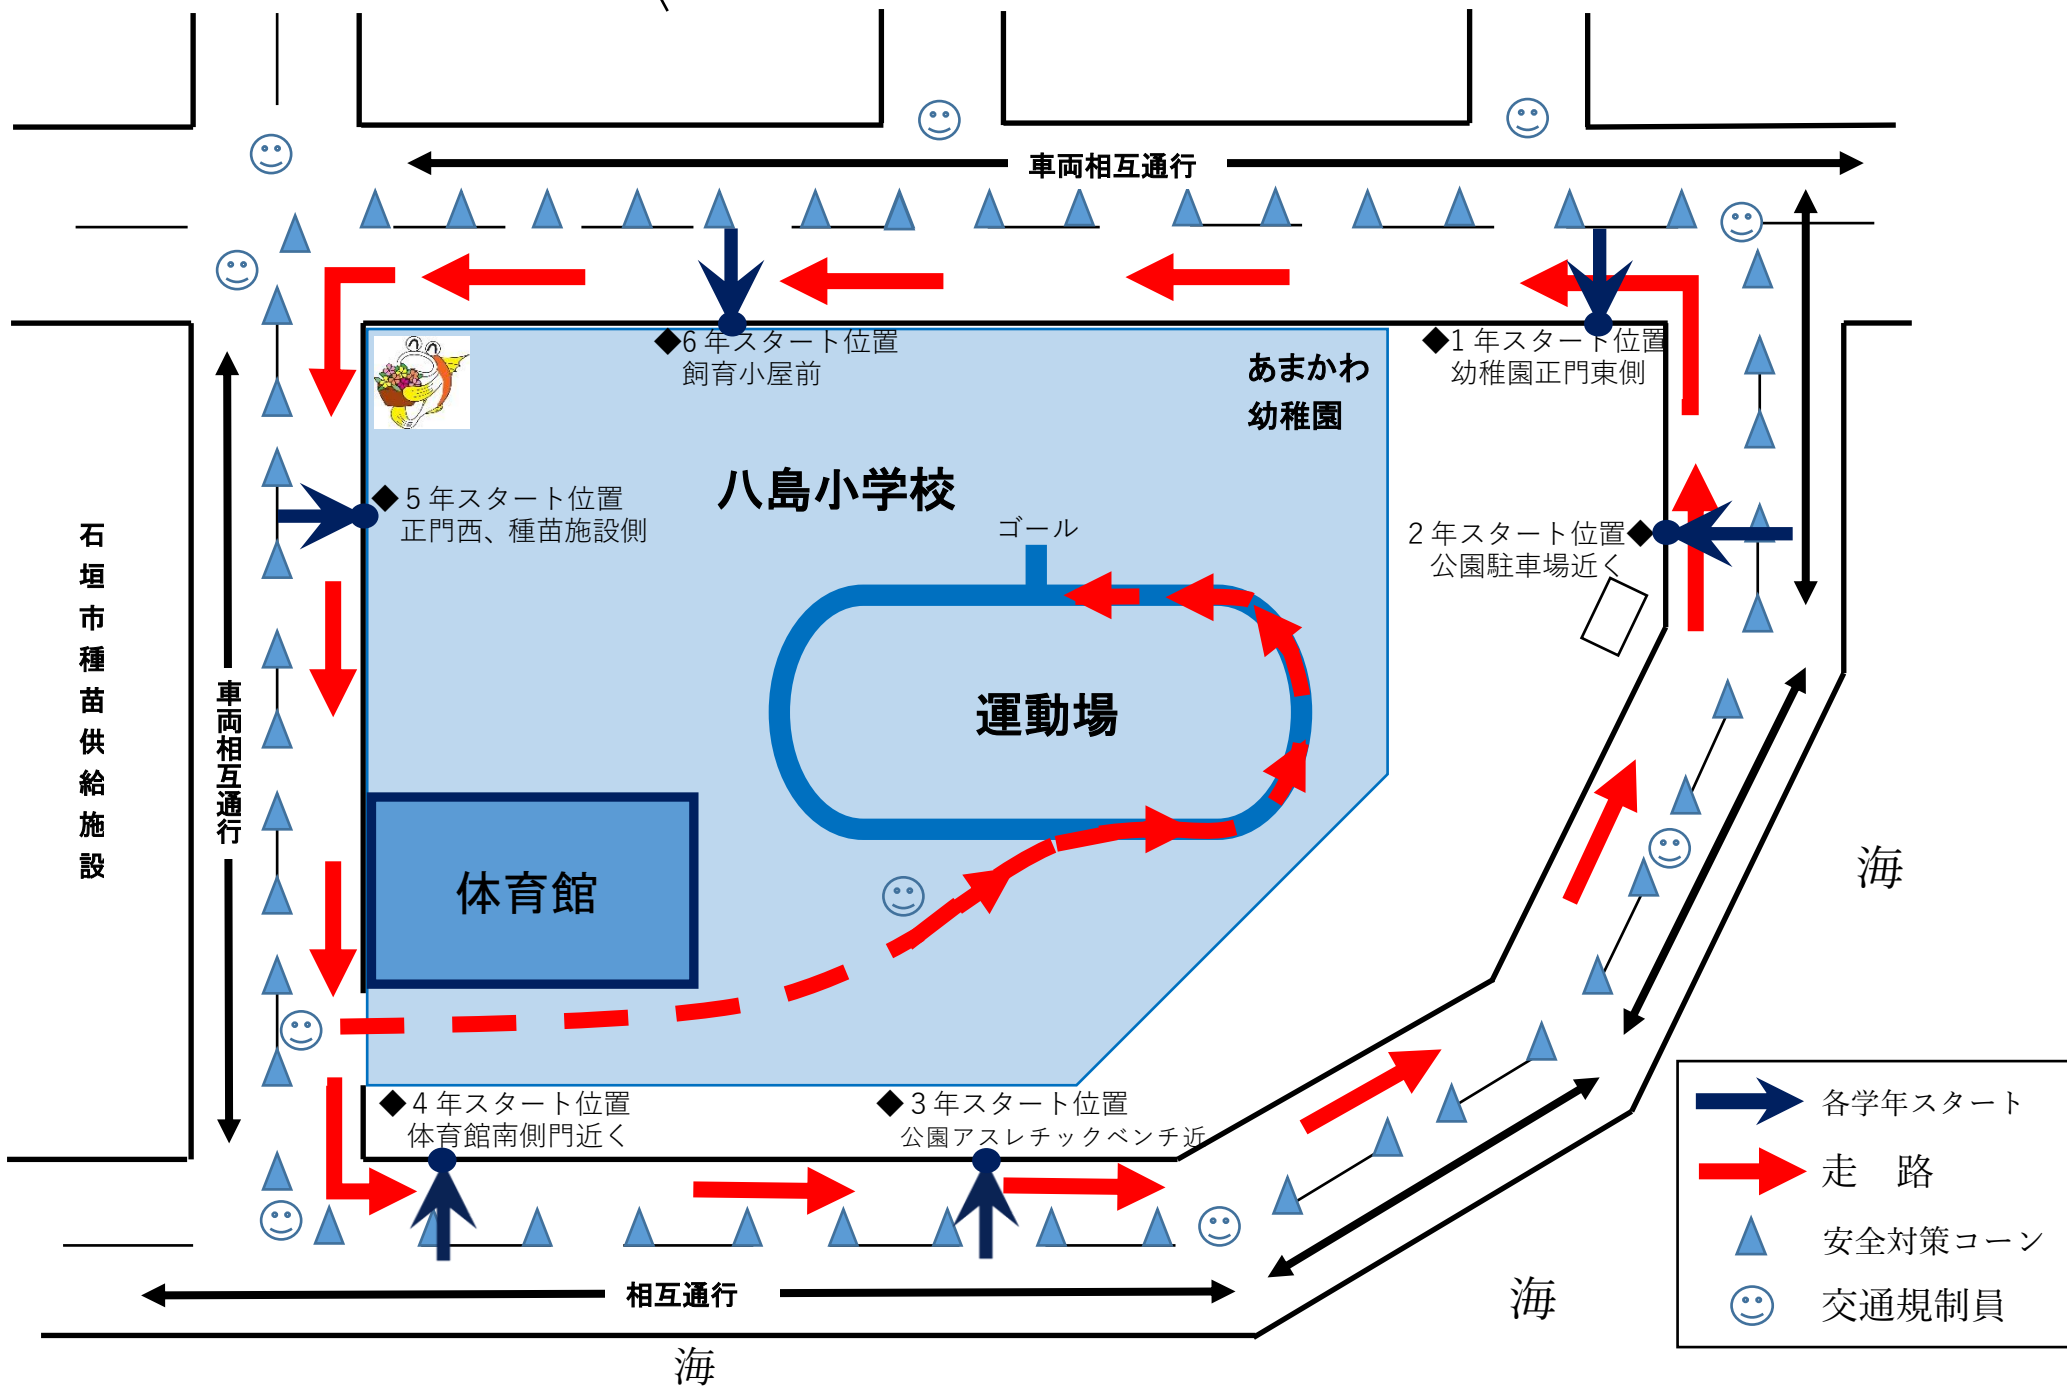 車両相互通行
◆6年スタート位置
飼育小屋前
◆1年スタート位置
幼稚園正門東側
あまかわ
幼稚園
八島小学校
◆5年スタート位置
正門西、種苗施設側
ゴール
2年スタート位置◆
公園駐車場近く
石垣市種苗供給施設
車両相互通行
運動場
体育館
海
◆4年スタート位置
体育館南側門近く
◆3年スタート位置
公園アスレチックベンチ近
各学年スタート
走 路
安全対策コーン
交通規制員
相互通行
海
海